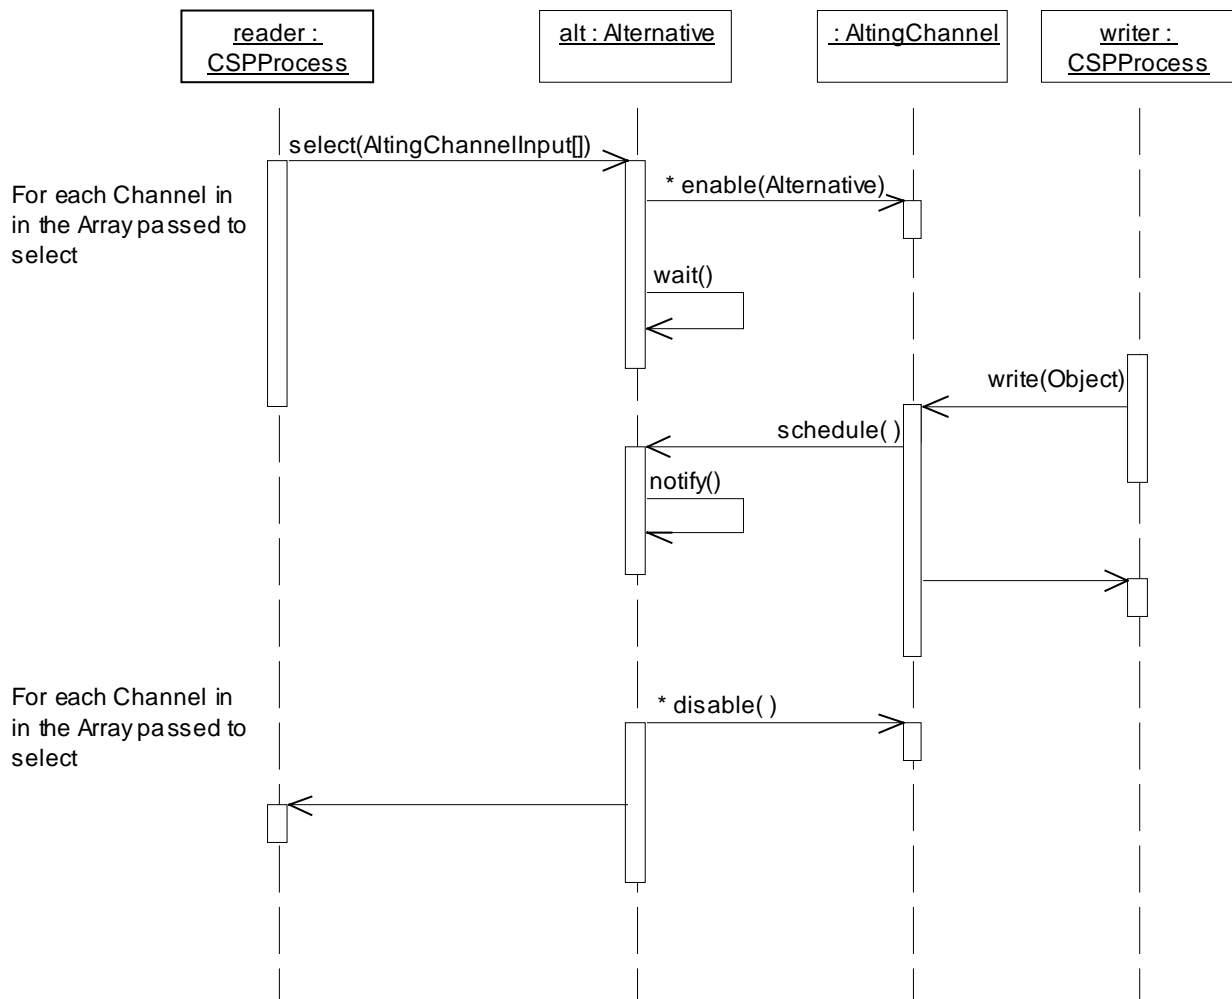 reader :
CSPProcess
alt : Alternative
: AltingChannel
writer :
CSPProcess
select(AltingChannelInput[])
* enable(Alternative)
For each Channel in
in the Array passed to
select
wait()
write(Object)
schedule( )
notify()
For each Channel in
in the Array passed to
select
* disable( )